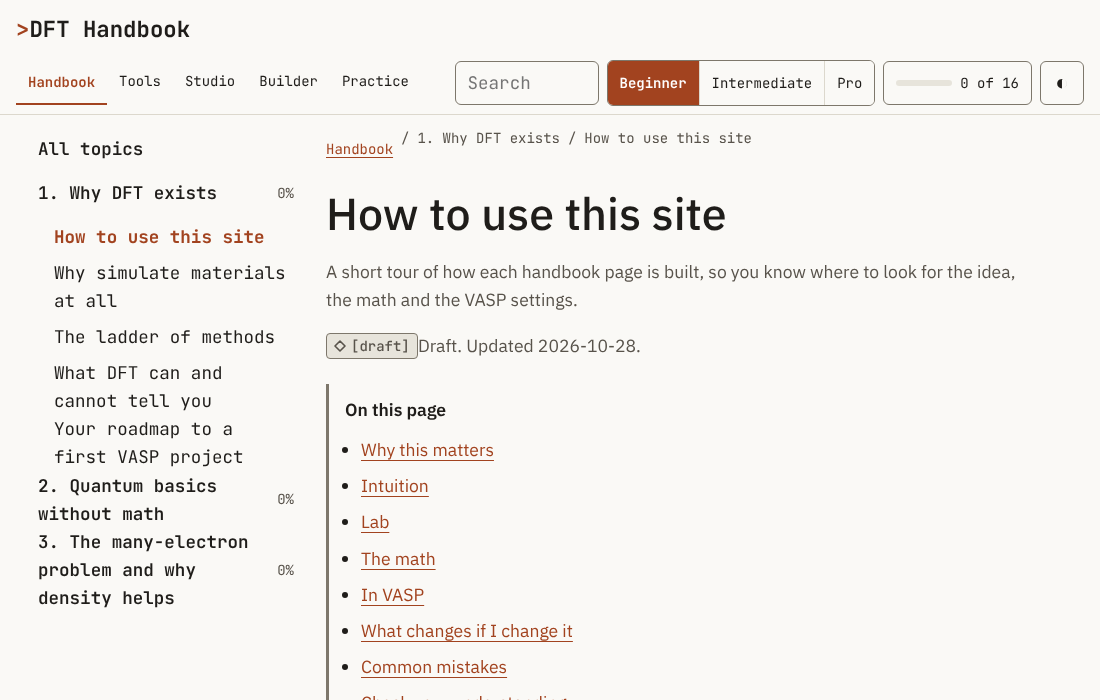 >DFT Handbook
Handbook Tools Studio Builder Practice Search Beginner Intermediate Pro 0 of 16
All topics
1. Why DFT exists 0%
How to use this site
Why simulate materials
at all
The ladder of methods
What DFT can and
cannot tell you
Your roadmap to a
first VASP project
2. Quantum basics
without math 0%
3. The many-electron
problem and why 0%
density helps
Handbook / 1. Why DFT exists / How to use this site
How to use this site
A short tour of how each handbook page is built, so you know where to look for the idea,
the math and the VASP settings.
[draft] Draft. Updated 2026-10-28.
On this page
Why this matters
Intuition
Lab
The math
In VASP
What changes if I change it
Common mistakes